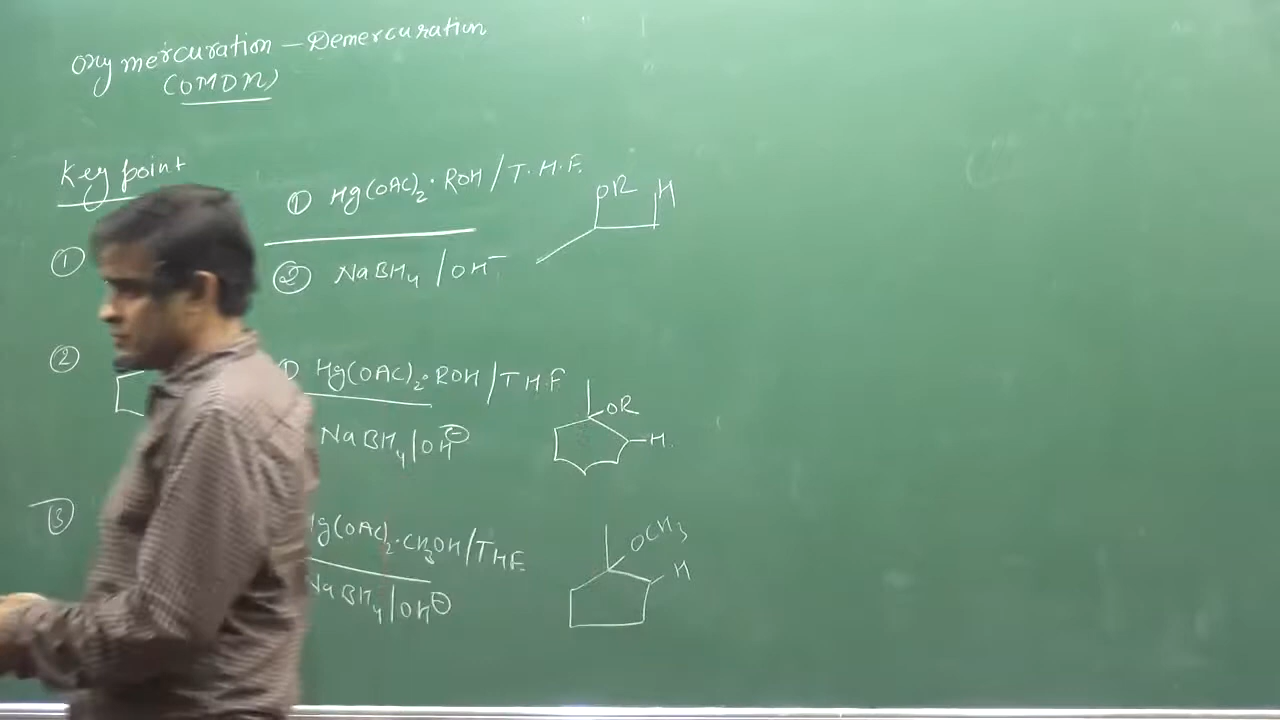 Oxymercuration – Demercuration
(OMDM)
Key point
① ① Hg(OAC)₂·ROH/T.H.F. OR H
② NaBH₄/OH⁻
② ① Hg(OAC)₂·ROH/THF OR
NaBH₄/OH⊖ H
③ Hg(OAC)₂·CH₃OH/THF OCH₃
NaBH₄/OH⊖ H